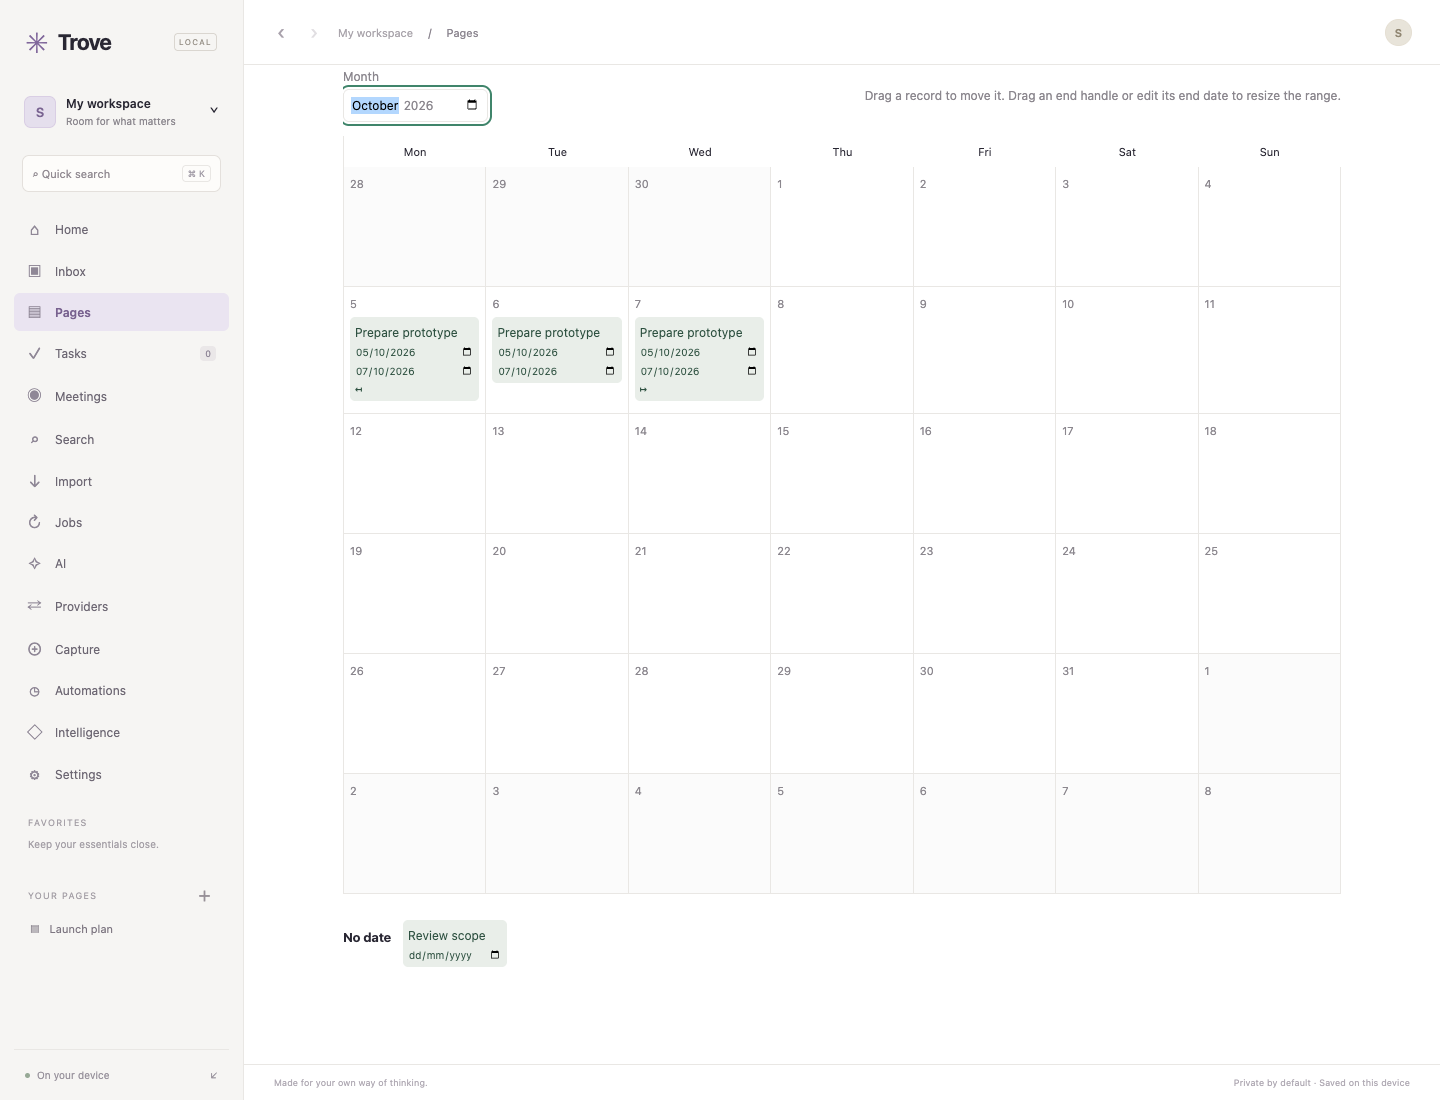 Trove
LOCAL
S
My workspace
Room for what matters
Quick search
⌘ K
Home
Inbox
Pages
Tasks
0
Meetings
Search
Import
Jobs
AI
Providers
Capture
Automations
Intelligence
Settings
FAVORITES
Keep your essentials close.
YOUR PAGES
Launch plan
On your device
My workspace / Pages
S
Month
October 2026
Drag a record to move it. Drag an end handle or edit its end date to resize the range.
Mon Tue Wed Thu Fri Sat Sun
28 29 30 1 2 3 4
5 6 7 8 9 10 11
Prepare prototype Prepare prototype Prepare prototype
05/10/2026 05/10/2026 05/10/2026
07/10/2026 07/10/2026 07/10/2026
12 13 14 15 16 17 18
19 20 21 22 23 24 25
26 27 28 29 30 31 1
2 3 4 5 6 7 8
No date
Review scope
dd/mm/yyyy
Made for your own way of thinking.
Private by default · Saved on this device